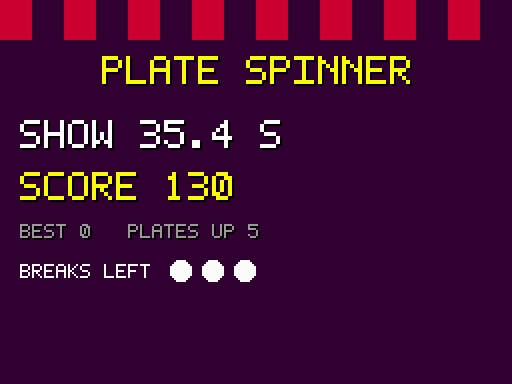 PLATE SPINNER
SHOW 35.4 S
SCORE 130
BEST 0 PLATES UP 5
BREAKS LEFT